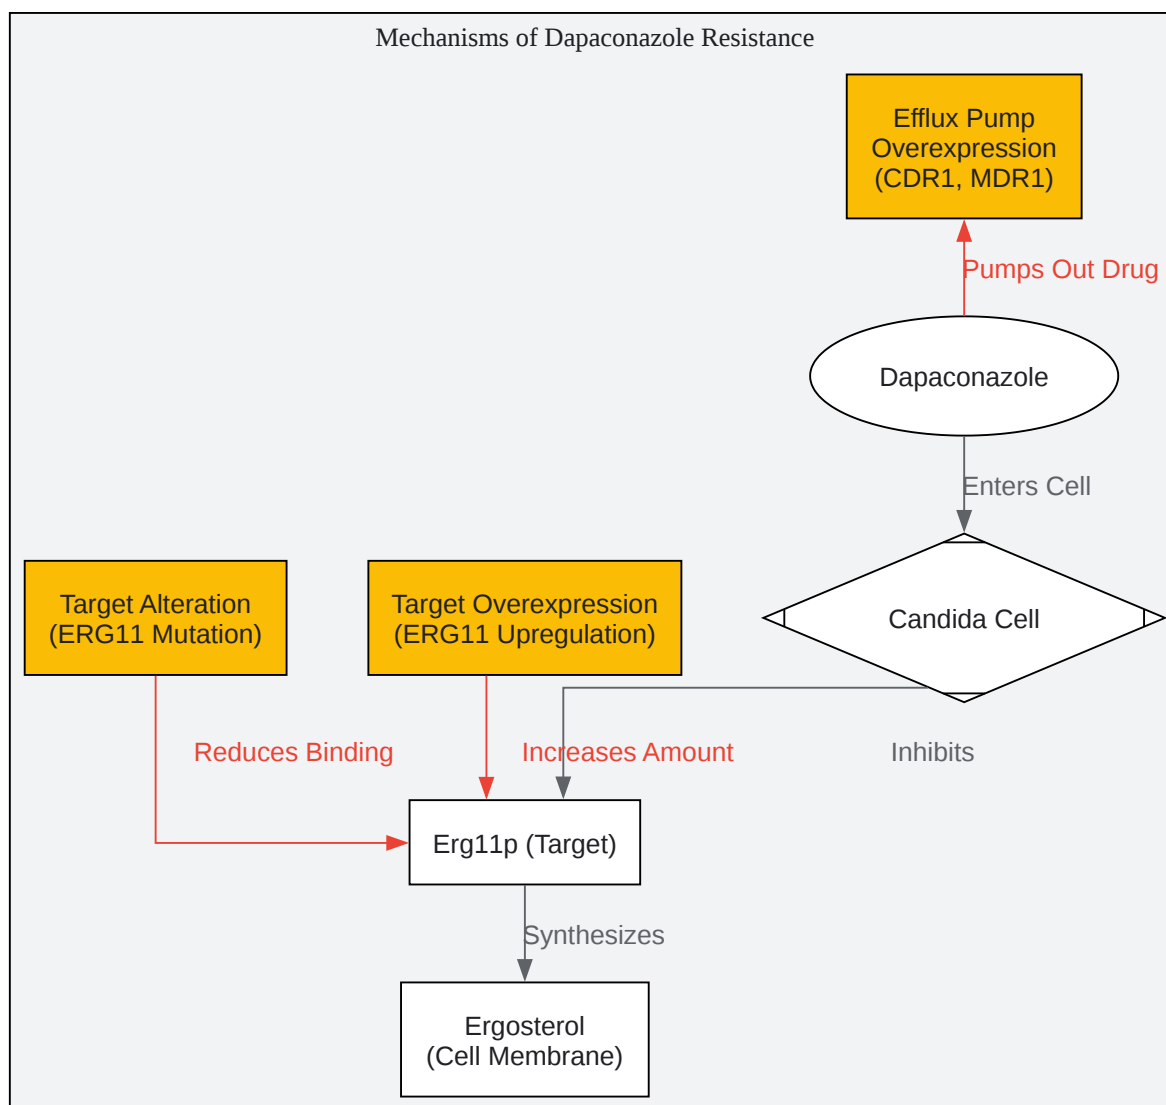 Mechanisms of Dapaconazole Resistance
Efflux Pump
Overexpression
(CDR1, MDR1)
Pumps Out Drug
Dapaconazole
Enters Cell
Target Alteration
(ERG11 Mutation)
Target Overexpression
(ERG11 Upregulation)
Candida Cell
Reduces Binding
Increases Amount
Inhibits
Erg11p (Target)
Synthesizes
Ergosterol
(Cell Membrane)